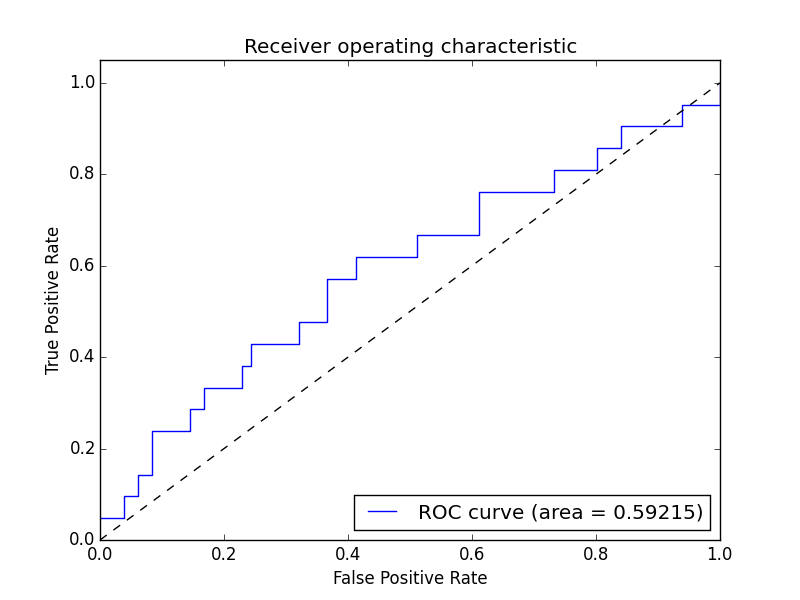 Receiver operating characteristic
True Positive Rate
1.0
0.8
0.6
0.4
0.2
0.0
ROC curve (area = 0.59215)
0.0 0.2 0.4 0.6 0.8 1.0
False Positive Rate